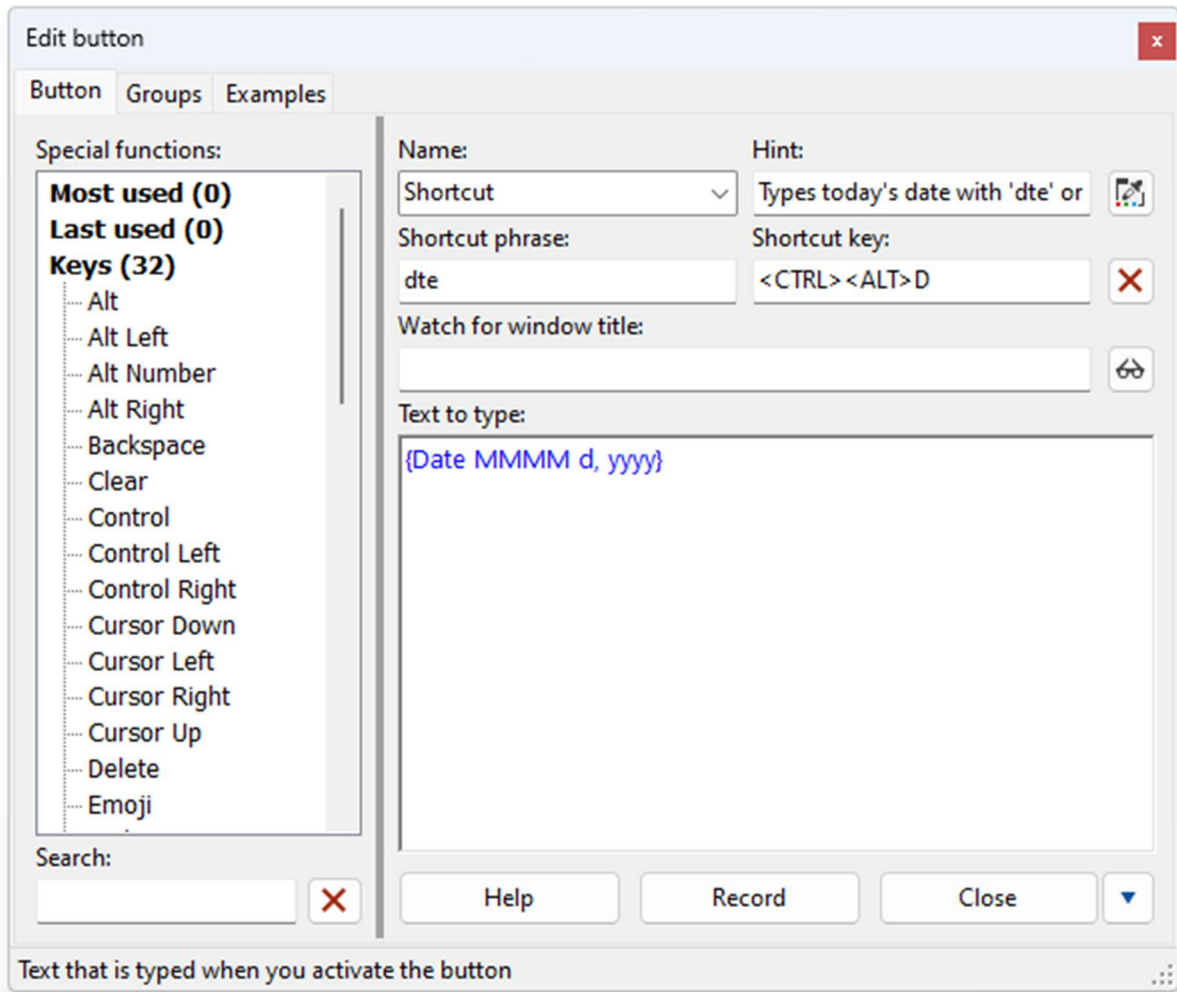 Edit button
x
Button Groups Examples
Special functions:
Most used (0)
Last used (0)
Keys (32)
Alt
Alt Left
Alt Number
Alt Right
Backspace
Clear
Control
Control Left
Control Right
Cursor Down
Cursor Left
Cursor Right
Cursor Up
Delete
Emoji
Search:
Name:
Hint:
Shortcut
Types today's date with 'dte' or
Shortcut phrase:
Shortcut key:
dte
<CTRL><ALT>D
Watch for window title:
Text to type:
{Date MMMM d, yyyy}
Help
Record
Close
Text that is typed when you activate the button